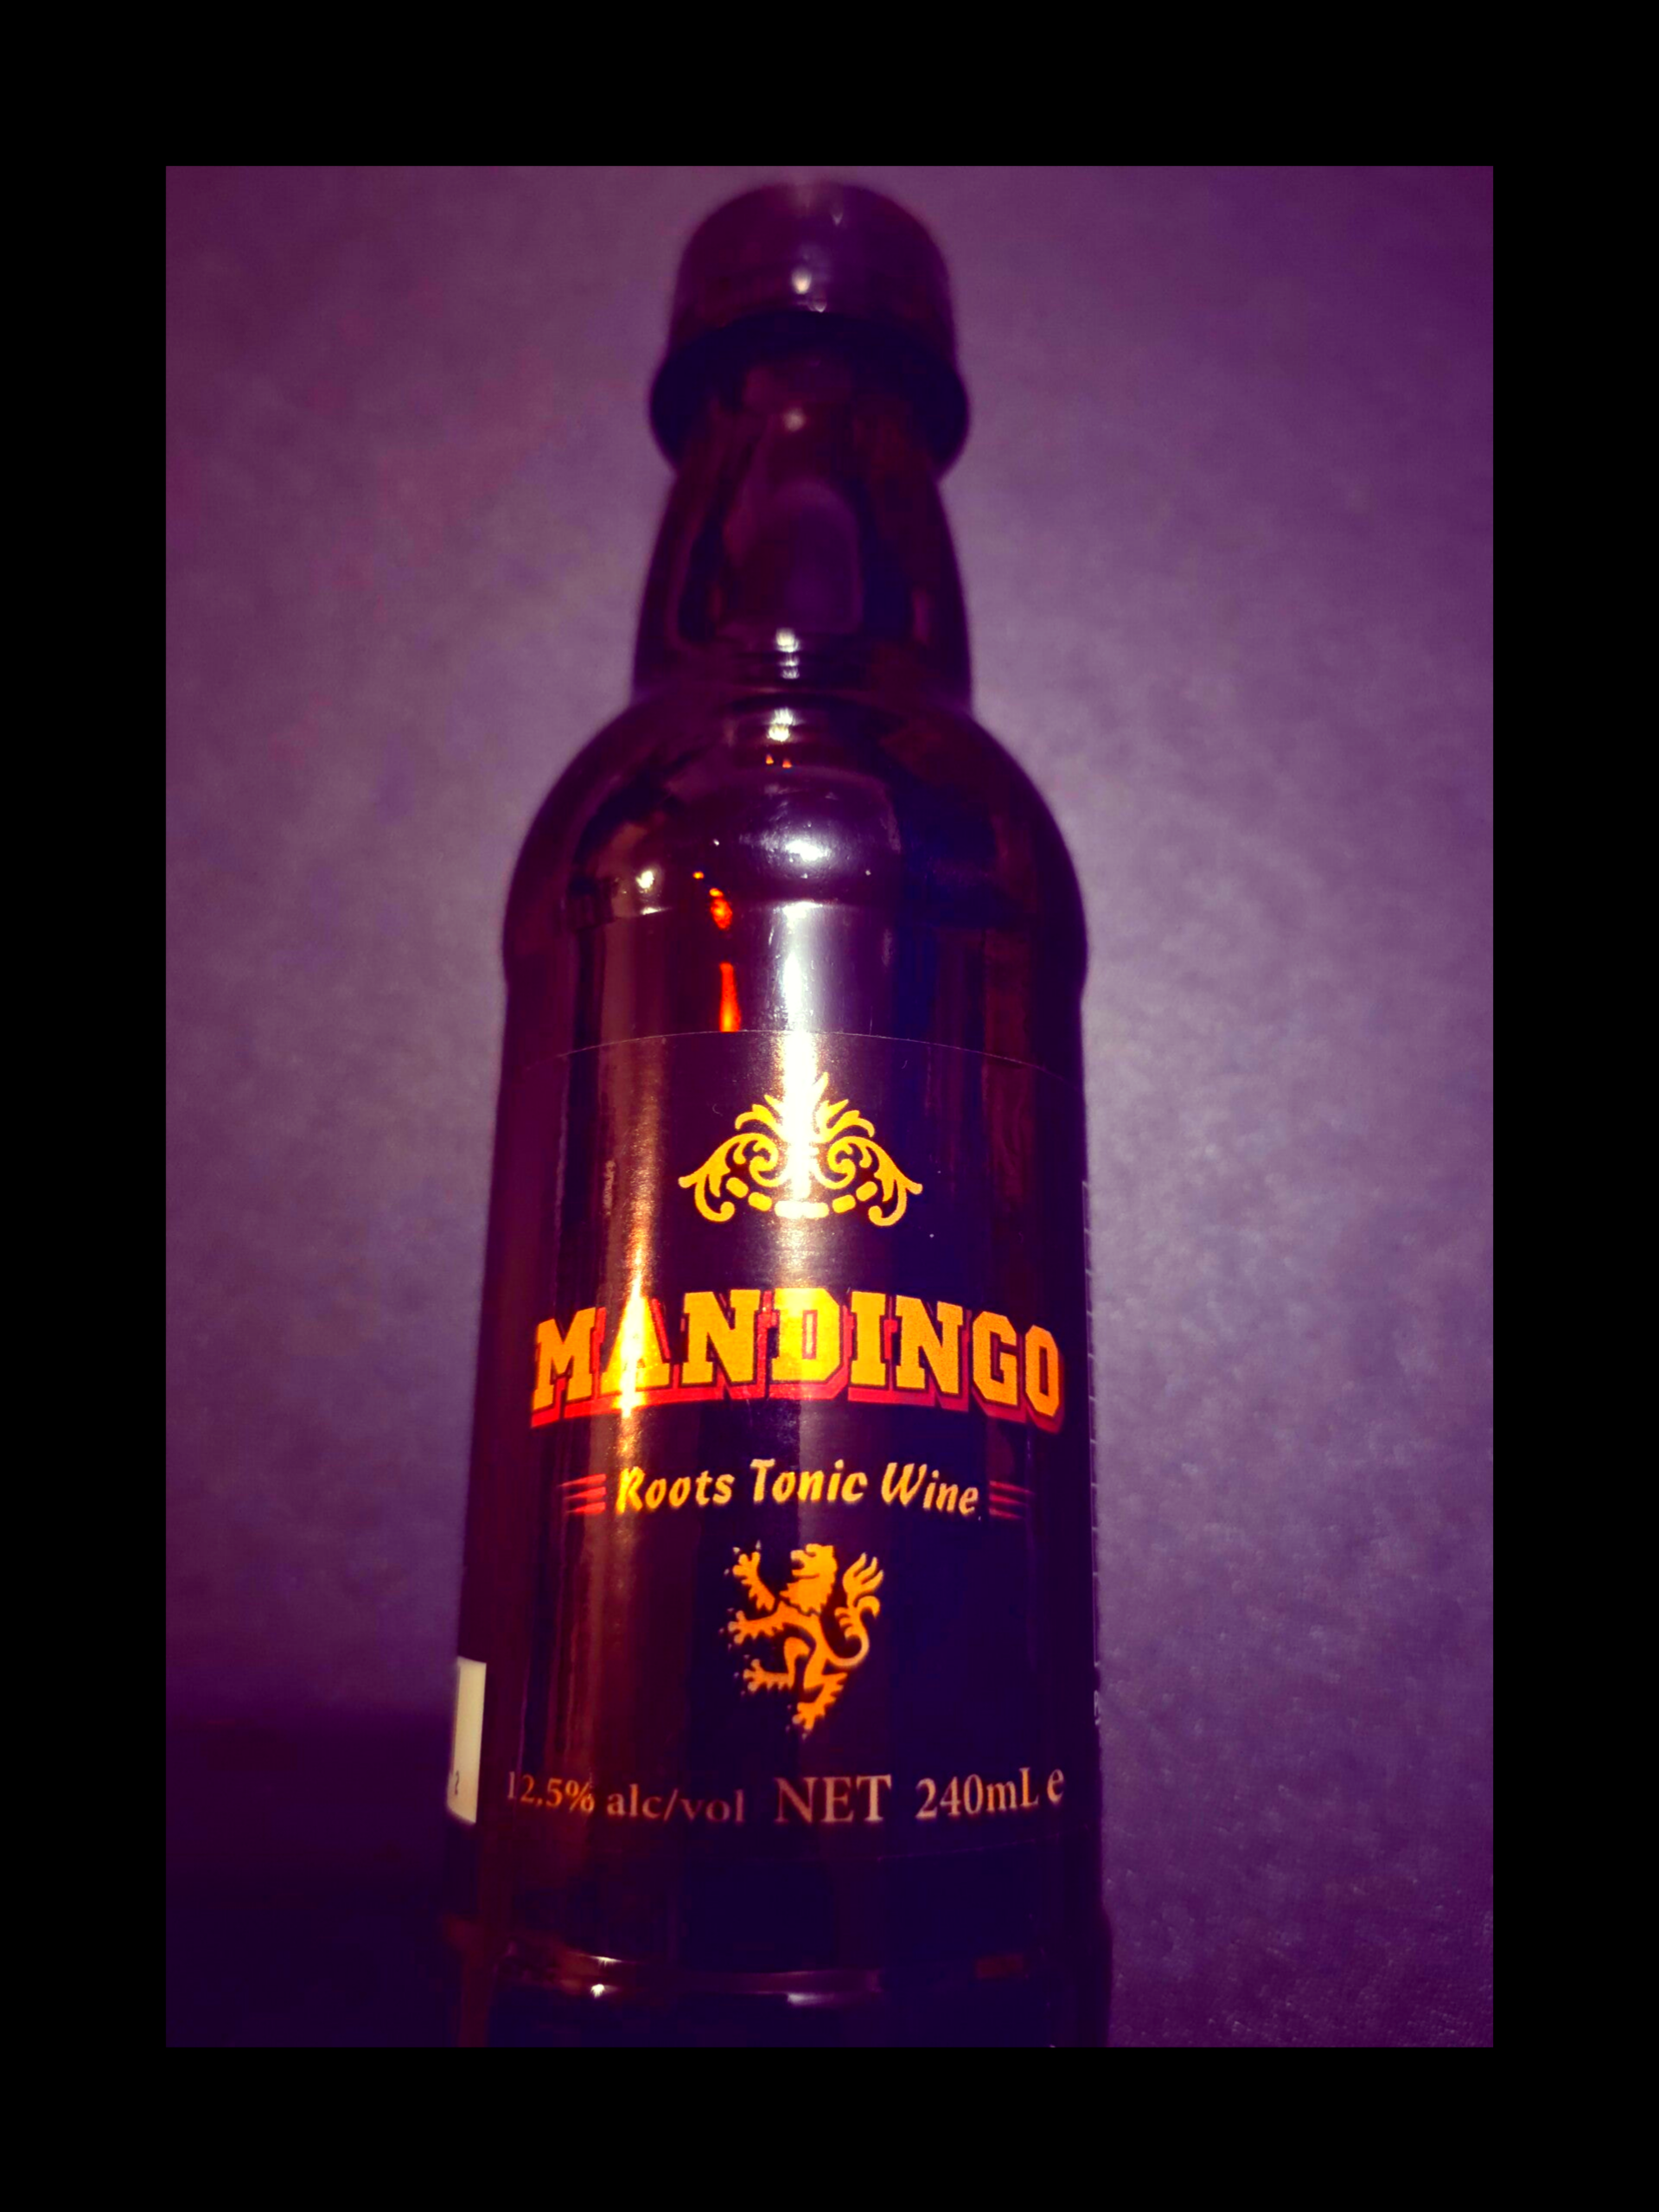 MANDINGO
Roots Tonic Wine
12.5% alc/vol NET 240mL e